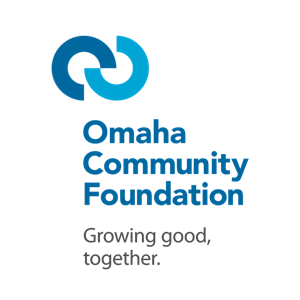 Omaha
Community
Foundation
Growing good,
together.